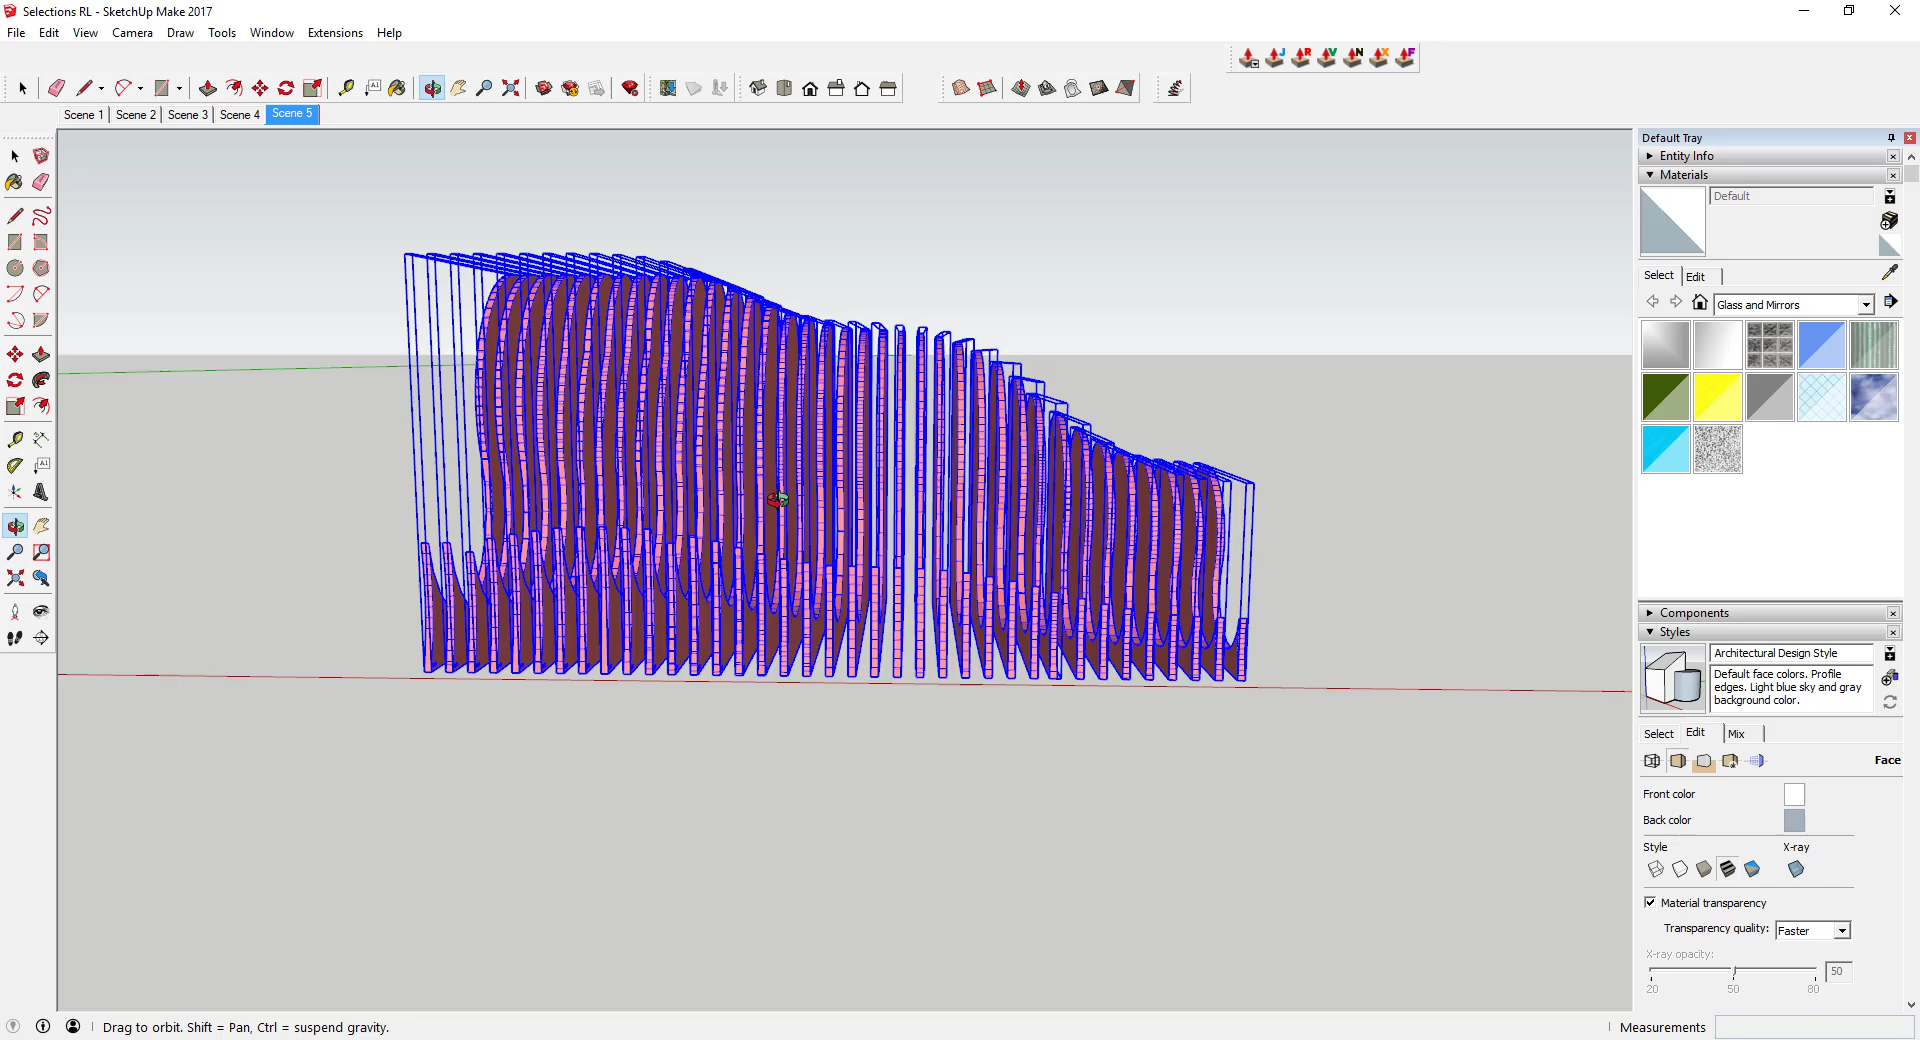 Selections RL - SketchUp Make 2017
File Edit View Camera Draw Tools Window Extensions Help
J R V N X F
A1
Scene 1 Scene 2 Scene 3 Scene 4 Scene 5
Default Tray
Entity Info
Materials
Default
Select Edit
Glass and Mirrors
A1
Components
Styles
Architectural Design Style
Default face colors. Profile
edges. Light blue sky and gray
background color.
Select Edit Mix
Face
Front color
Back color
Style X-ray
Material transparency
Transparency quality: Faster
X-ray opacity:
50
20 50 80
Drag to orbit. Shift = Pan, Ctrl = suspend gravity.
Measurements